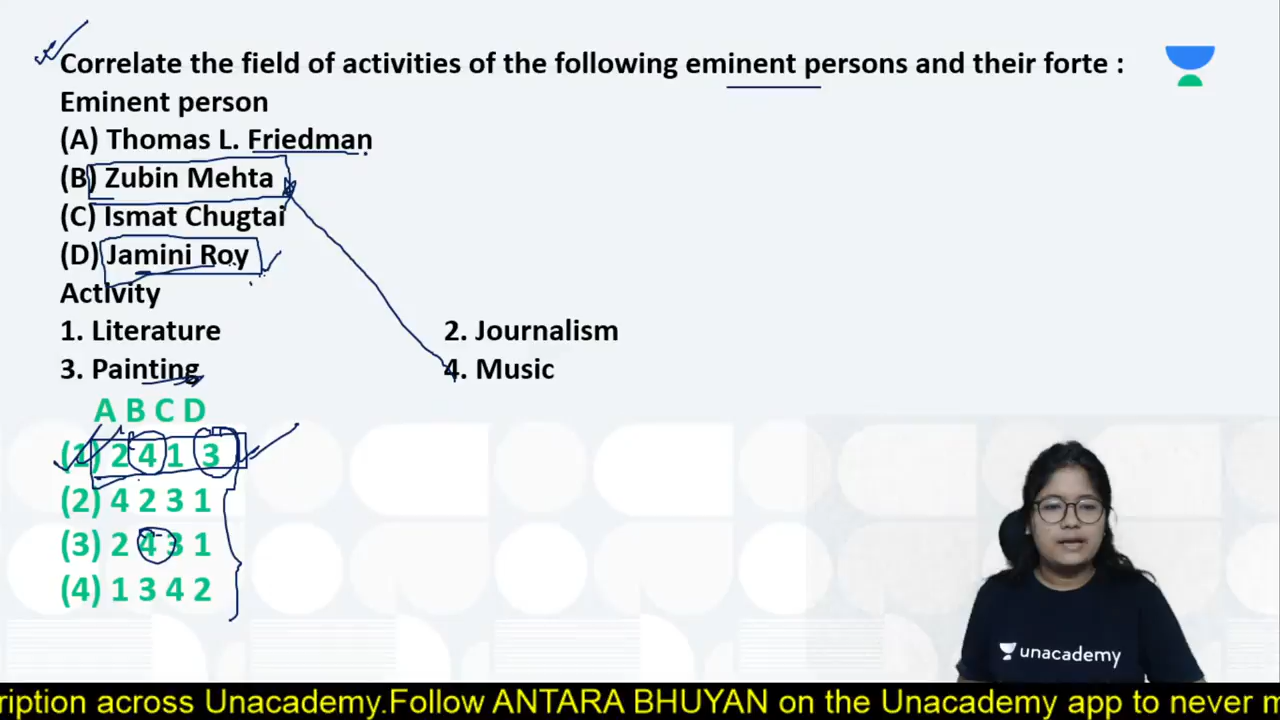 Correlate the field of activities of the following eminent persons and their forte :
Eminent person
(A) Thomas L. Friedman
(B) Zubin Mehta
(C) Ismat Chugtai
(D) Jamini Roy
Activity
1. Literature 2. Journalism
3. Painting 4. Music
A B C D
(1) 2 4 1 3
(2) 4 2 3 1
(3) 2 4 3 1
(4) 1 3 4 2
unacademy
ription across Unacademy.Follow ANTARA BHUYAN on the Unacademy app to never m